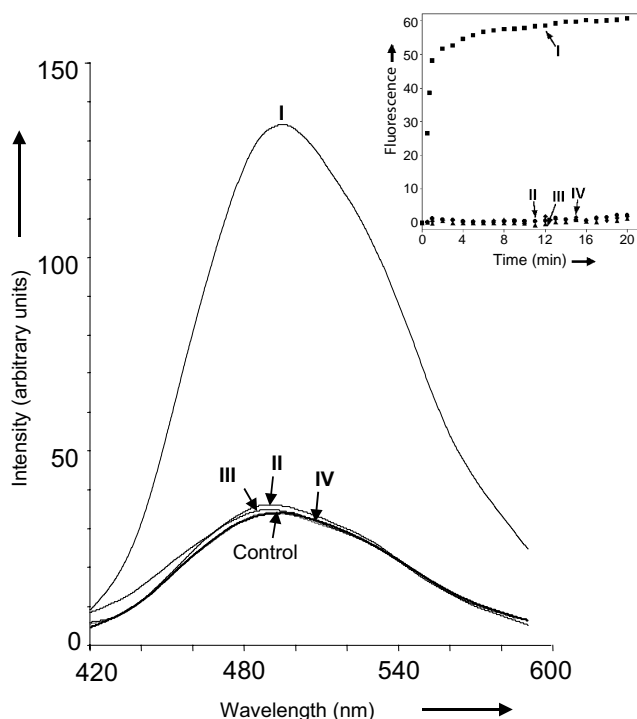 60
50
40
30
20
10
0
Fluorescence
I
II
III
IV
0
4
8
12
16
20
Time (min)
150
100
50
0
Intensity (arbitrary units)
I
III
II
IV
Control
420
480
540
600
Wavelength (nm)